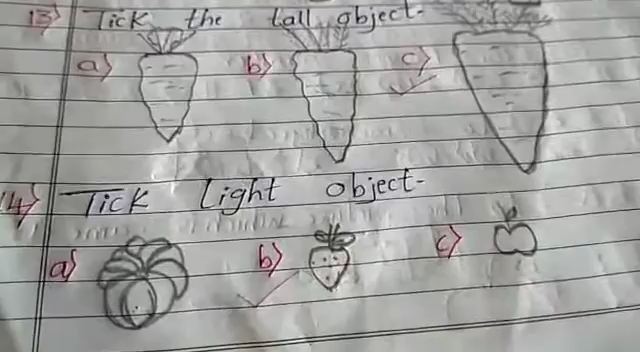 13) Tick the tall object-
a) b) c)
14) Tick light object-
a) b) c)